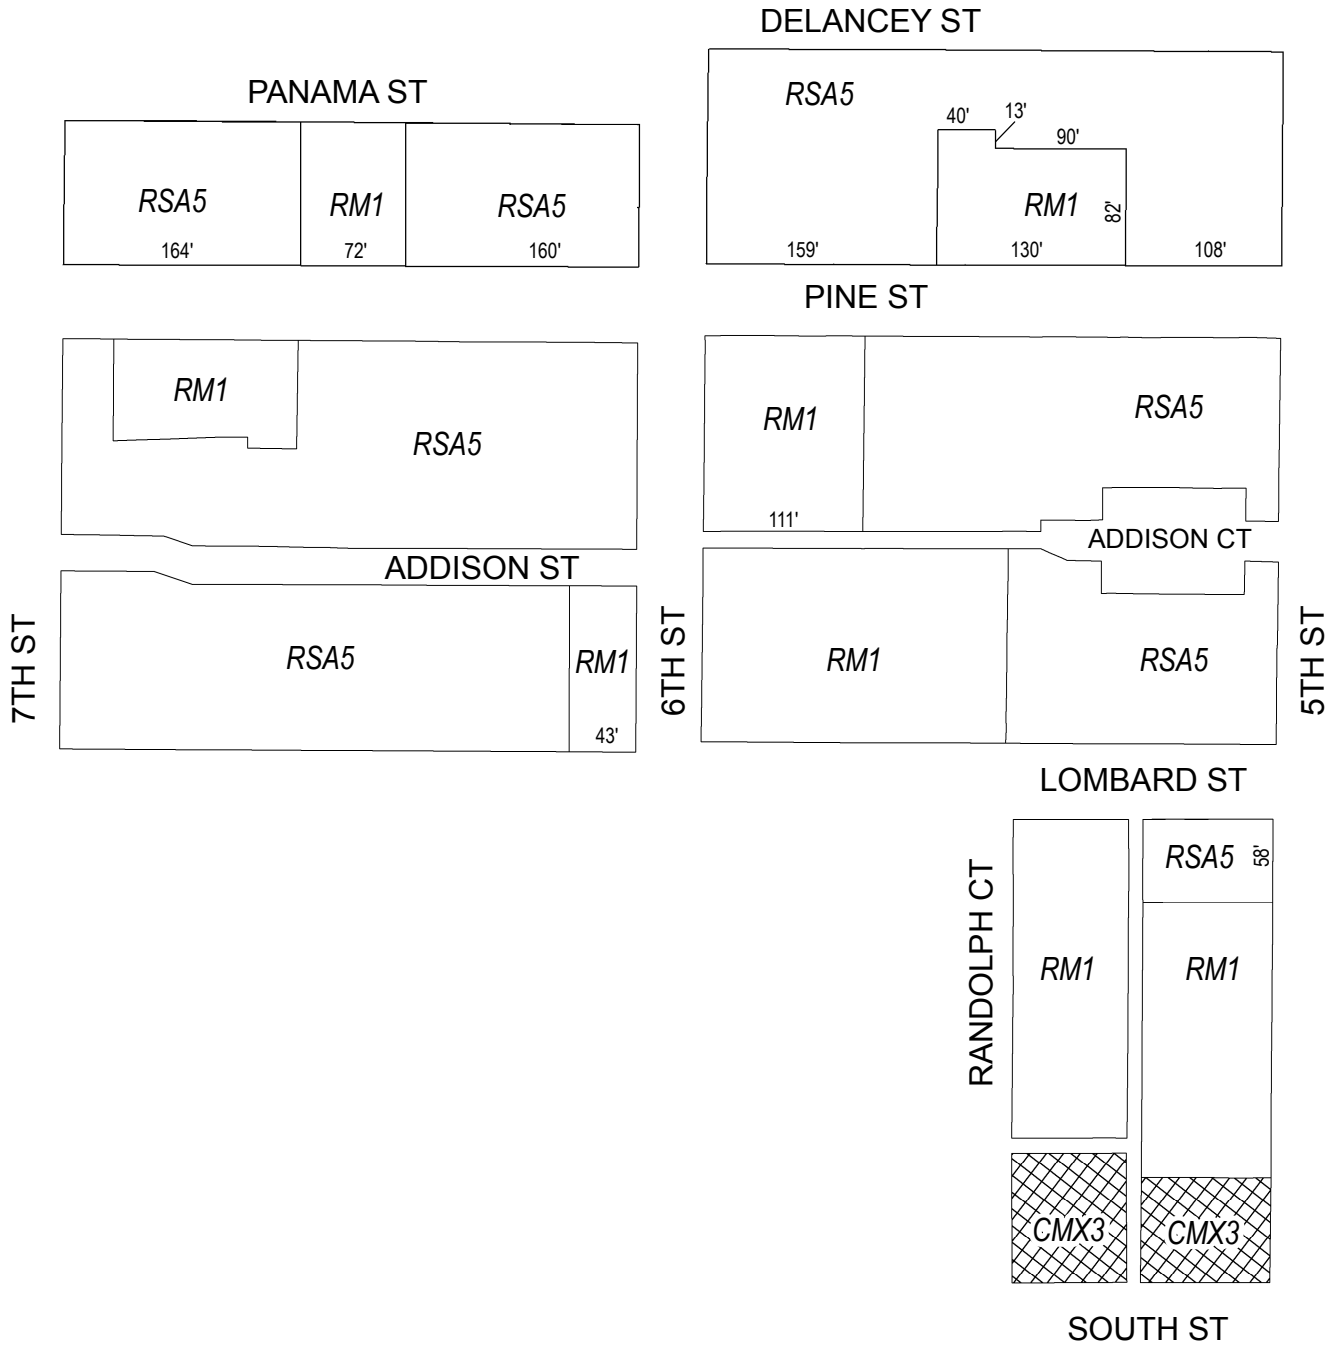 DELANCEY ST
PANAMA ST
RSA5
40'
13'
90'
RSA5
RM1
RSA5
RM1
82'
164'
72'
160'
159'
130'
108'
PINE ST
RM1
RSA5
RM1
RSA5
111'
ADDISON CT
ADDISON ST
7TH ST
RSA5
RM1
43'
6TH ST
RM1
RSA5
5TH ST
LOMBARD ST
RANDOLPH CT
RSA5
58'
RM1
RM1
CMX3
CMX3
SOUTH ST